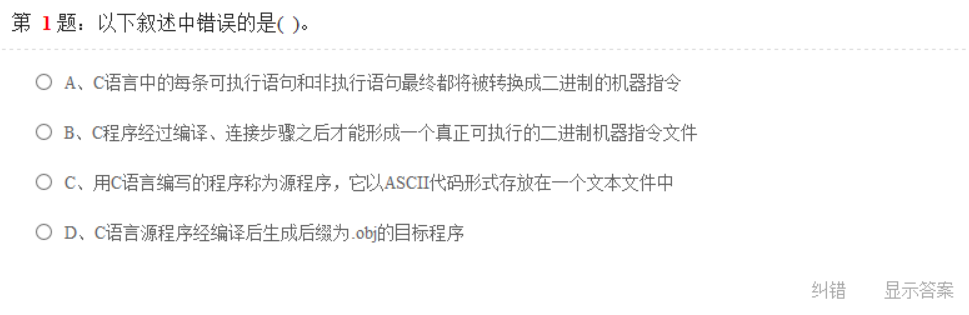 第 1 题：以下叙述中错误的是( )。
A、C语言中的每条可执行语句和非执行语句最终都将被转换成二进制的机器指令
B、C程序经过编译、连接步骤之后才能形成一个真正可执行的二进制机器指令文件
C、用C语言编写的程序称为源程序，它以ASCII代码形式存放在一个文本文件中
D、C语言源程序经编译后生成后缀为.obj的目标程序
纠错 显示答案